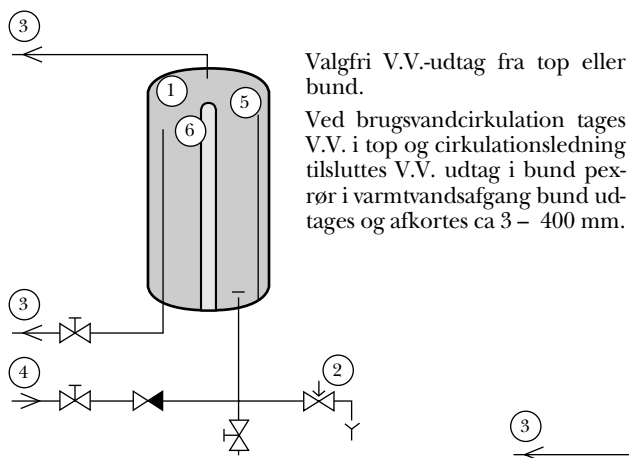 3
1
5
6
3
4
2
3
Valgfri V.V.-udtag fra top eller
bund.
Ved brugsvandcirkulation tages
V.V. i top og cirkulationsledning
tilsluttes V.V. udtag i bund pex-
rør i varmtvandsafgang bund ud-
tages og afkortes ca 3 – 400 mm.